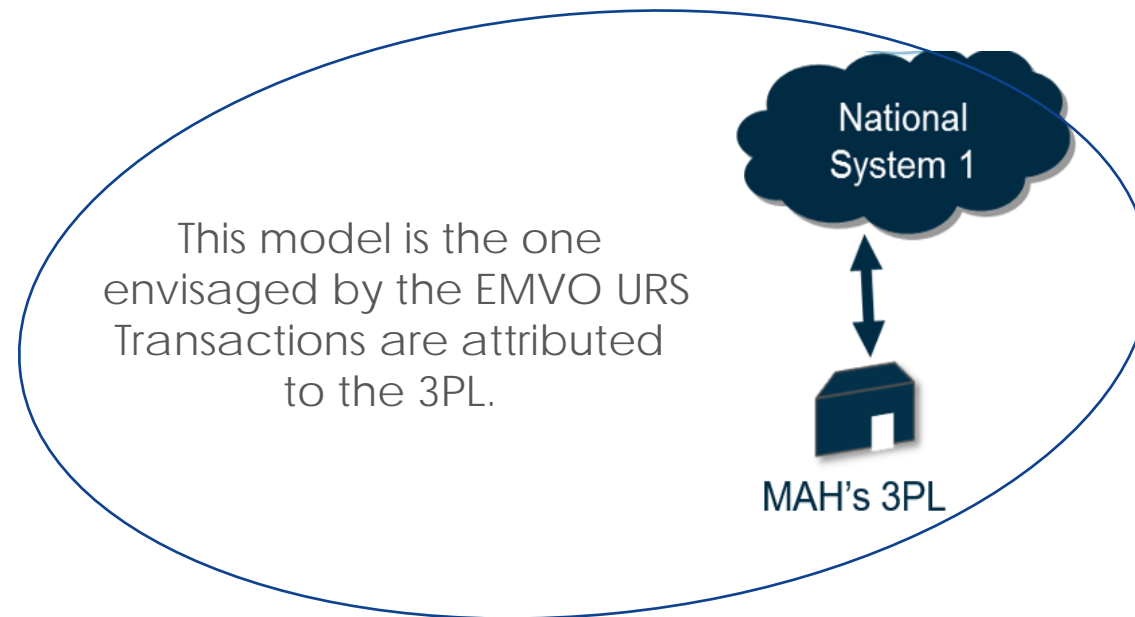 National
System 1
This model is the one
envisaged by the EMVO URS
Transactions are attributed
to the 3PL.
MAH's 3PL